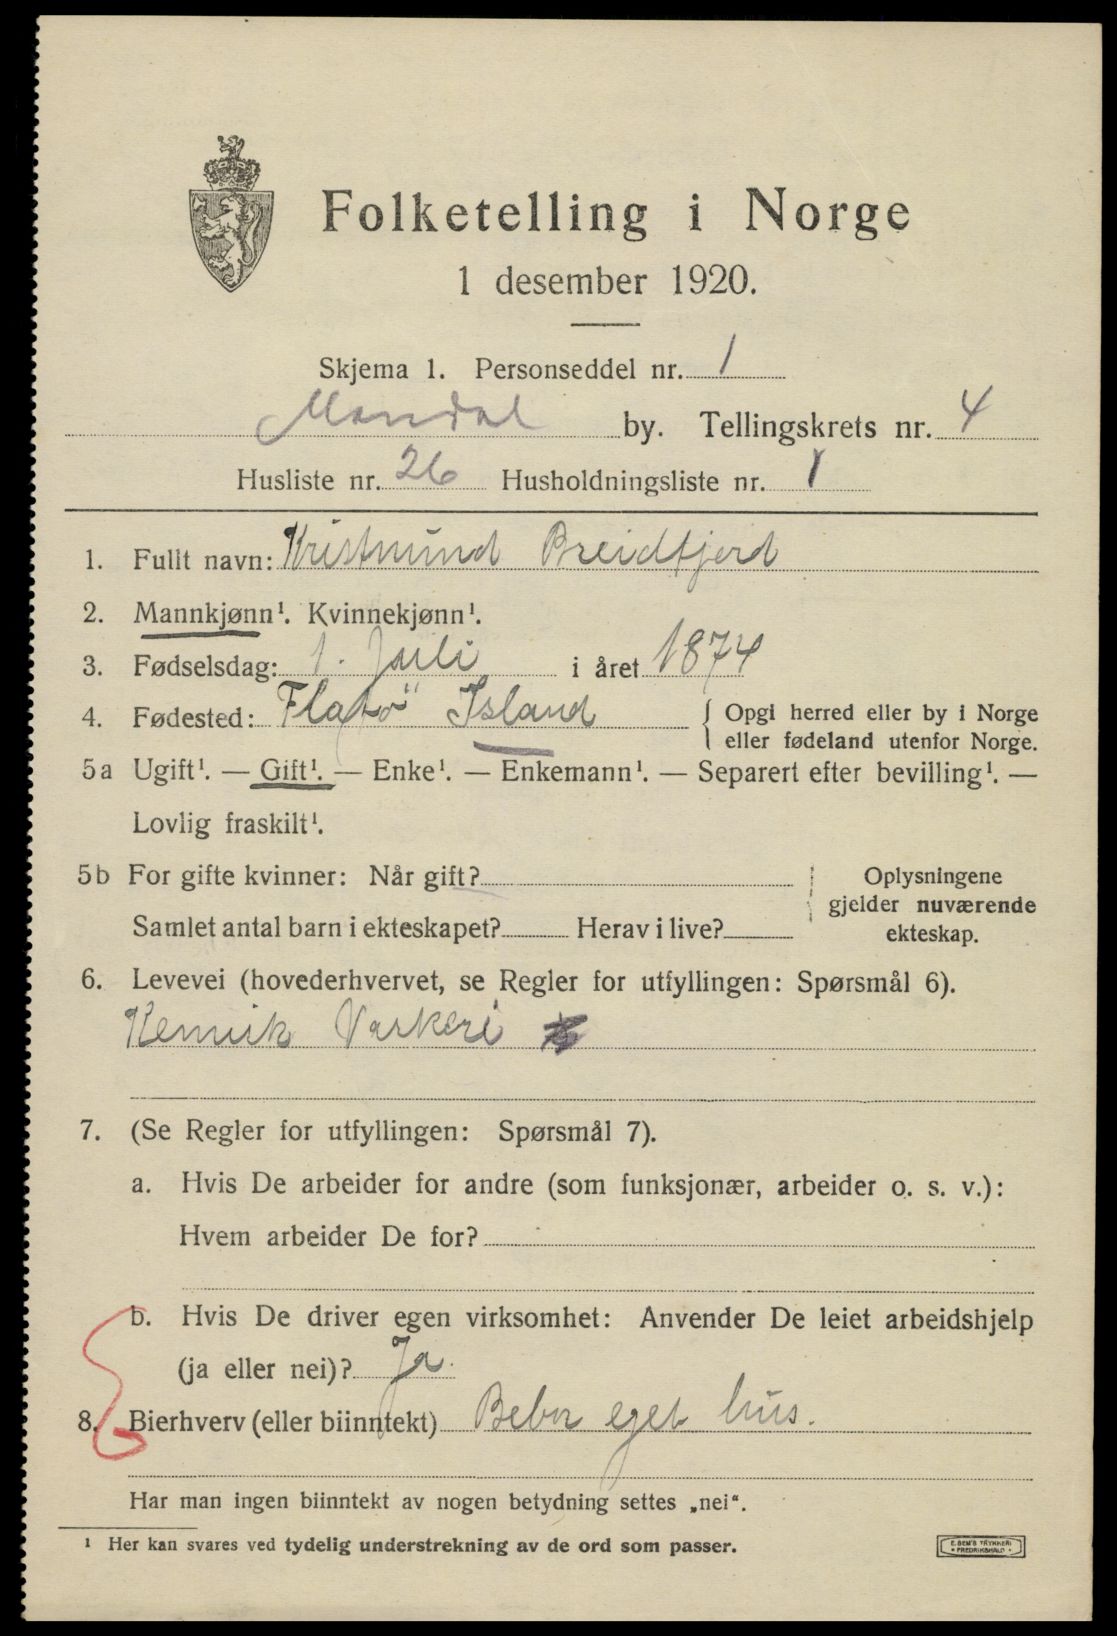 Folketelling i Norge
1 desember 1920.
Skjema 1. Personseddel nr. 1
Mandal by. Tellingskrets nr. 4
Husliste nr. 26 Husholdningsliste nr. 1
1. Fullt navn: Kristmund Breidfjord
2. Mannkjønn¹. Kvinnekjønn¹.
3. Fødselsdag: 1. Juli i året 1874
4. Fødested: Flatö Island { Opgi herred eller by i Norge
eller fødeland utenfor Norge.
5a Ugift¹. — Gift¹. — Enke¹. — Enkemann¹. — Separert efter bevilling¹. —
Lovlig fraskilt¹.
5b For gifte kvinner: Når gift? Oplysningene
gjelder nuværende
Samlet antal barn i ekteskapet? Herav i live? ekteskap.
6. Levevei (hovederhvervet, se Regler for utfyllingen: Spørsmål 6).
Kemisk Vaskeri
7. (Se Regler for utfyllingen: Spørsmål 7).
a. Hvis De arbeider for andre (som funksjonær, arbeider o. s. v.):
Hvem arbeider De for?
b. Hvis De driver egen virksomhet: Anvender De leiet arbeidshjelp
(ja eller nei)? Ja.
8. Bierhverv (eller biinntekt) Bebor eget hus.
Har man ingen biinntekt av nogen betydning settes „nei“.
¹ Her kan svares ved tydelig understrekning av de ord som passer.
E. SEM'S TRYKKERI
• FREDRIKSHALD •